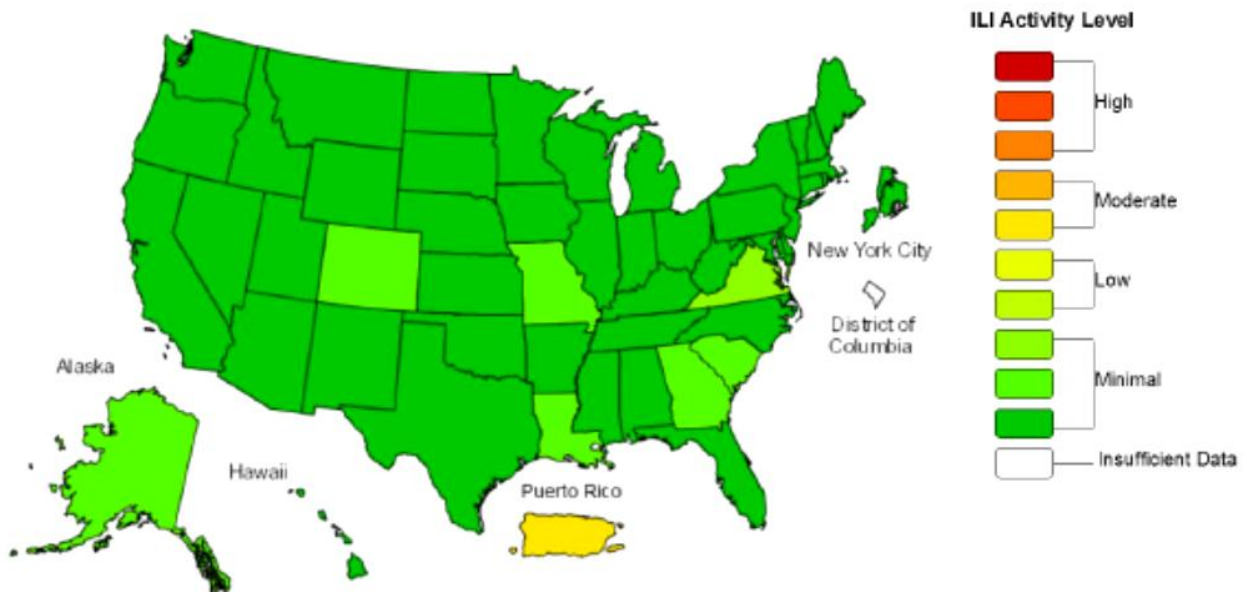 ILI Activity Level
High
Moderate
Low
Minimal
Insufficient Data
New York City
District of
Columbia
Alaska
Hawaii
Puerto Rico